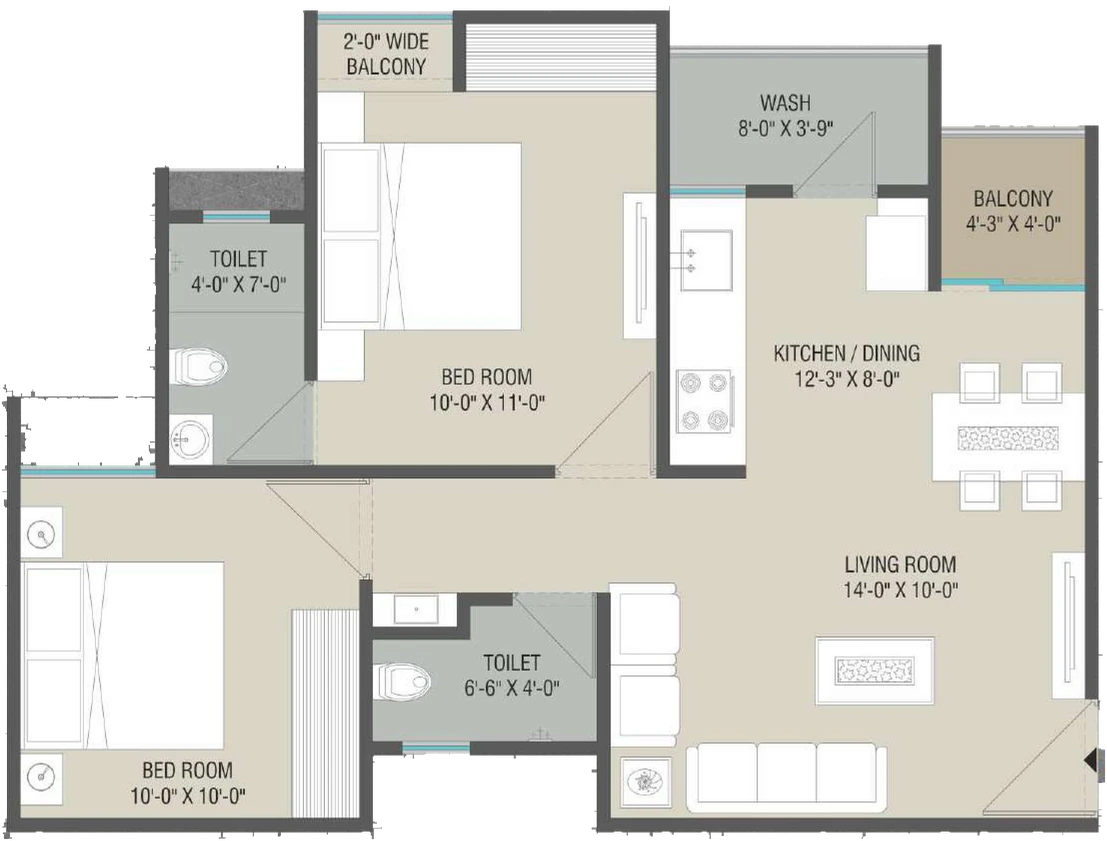 2'-0" WIDE
BALCONY
WASH
8'-0" X 3'-9"
BALCONY
4'-3" X 4'-0"
TOILET
4'-0" X 7'-0"
KITCHEN / DINING
12'-3" X 8'-0"
BED ROOM
10'-0" X 11'-0"
LIVING ROOM
14'-0" X 10'-0"
TOILET
6'-6" X 4'-0"
BED ROOM
10'-0" X 10'-0"